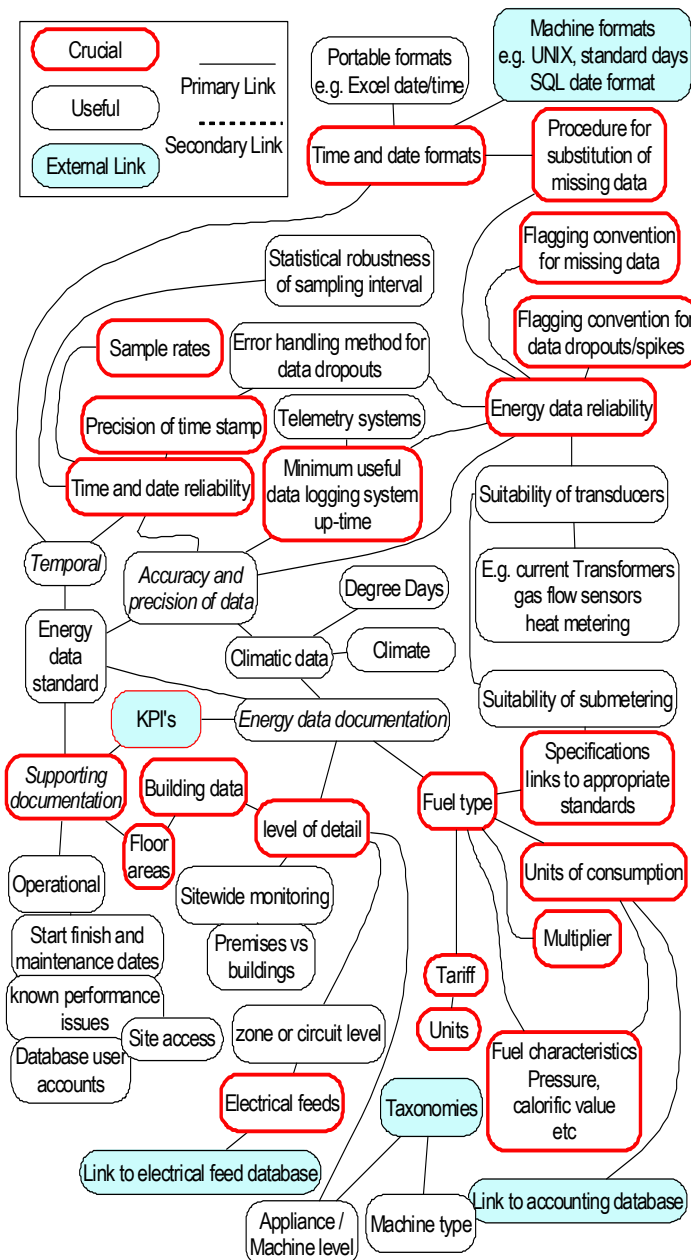 Crucial
Primary Link
Useful
Secondary Link
External Link
Portable formats
e.g. Excel date/time
Machine formats
e.g. UNIX, standard days
SQL date format
Time and date formats
Procedure for
substitution of
missing data
Flagging convention
for missing data
Statistical robustness
of sampling interval
Flagging convention for
data dropouts/spikes
Sample rates
Error handling method for
data dropouts
Precision of time stamp
Telemetry systems
Energy data reliability
Time and date reliability
Minimum useful
data logging system
up-time
Suitability of transducers
Temporal
Accuracy and
precision of data
E.g. current Transformers
gas flow sensors
heat metering
Degree Days
Energy
data
standard
Climatic data
Climate
Suitability of submetering
KPI's
Energy data documentation
Specifications
links to appropriate
standards
Supporting
documentation
Building data
Fuel type
level of detail
Floor
areas
Units of consumption
Operational
Sitewide monitoring
Start finish and
maintenance dates
Premises vs
buildings
Multiplier
Tariff
known performance
issues
Site access
zone or circuit level
Units
Database user
accounts
Fuel characteristics
Pressure,
calorific value
etc
Electrical feeds
Taxonomies
Link to electrical feed database
Link to accounting database
Appliance /
Machine level
Machine type